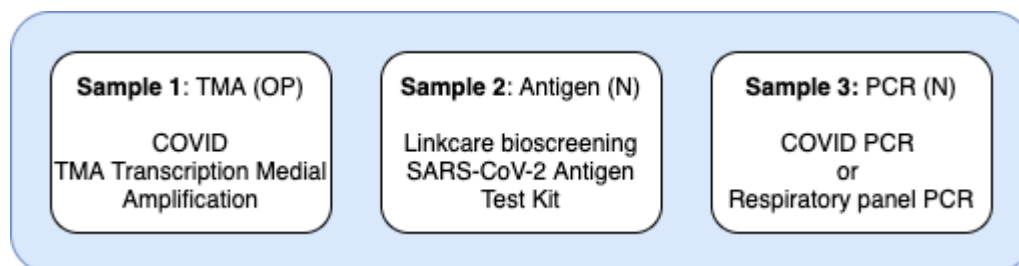 Sample 1: TMA (OP)
COVID
TMA Transcription Medial
Amplification
Sample 2: Antigen (N)
Linkcare bioscreening
SARS-CoV-2 Antigen
Test Kit
Sample 3: PCR (N)
COVID PCR
or
Respiratory panel PCR